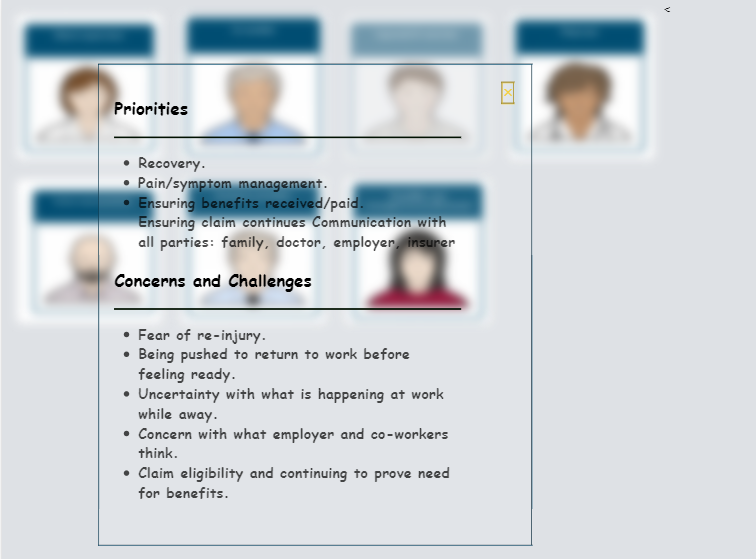 <
Priorities
Recovery.
Pain/symptom management.
Ensuring benefits received/paid.
Ensuring claim continues Communication with
all parties: family, doctor, employer, insurer
Concerns and Challenges
Fear of re-injury.
Being pushed to return to work before
feeling ready.
Uncertainty with what is happening at work
while away.
Concern with what employer and co-workers
think.
Claim eligibility and continuing to prove need
for benefits.